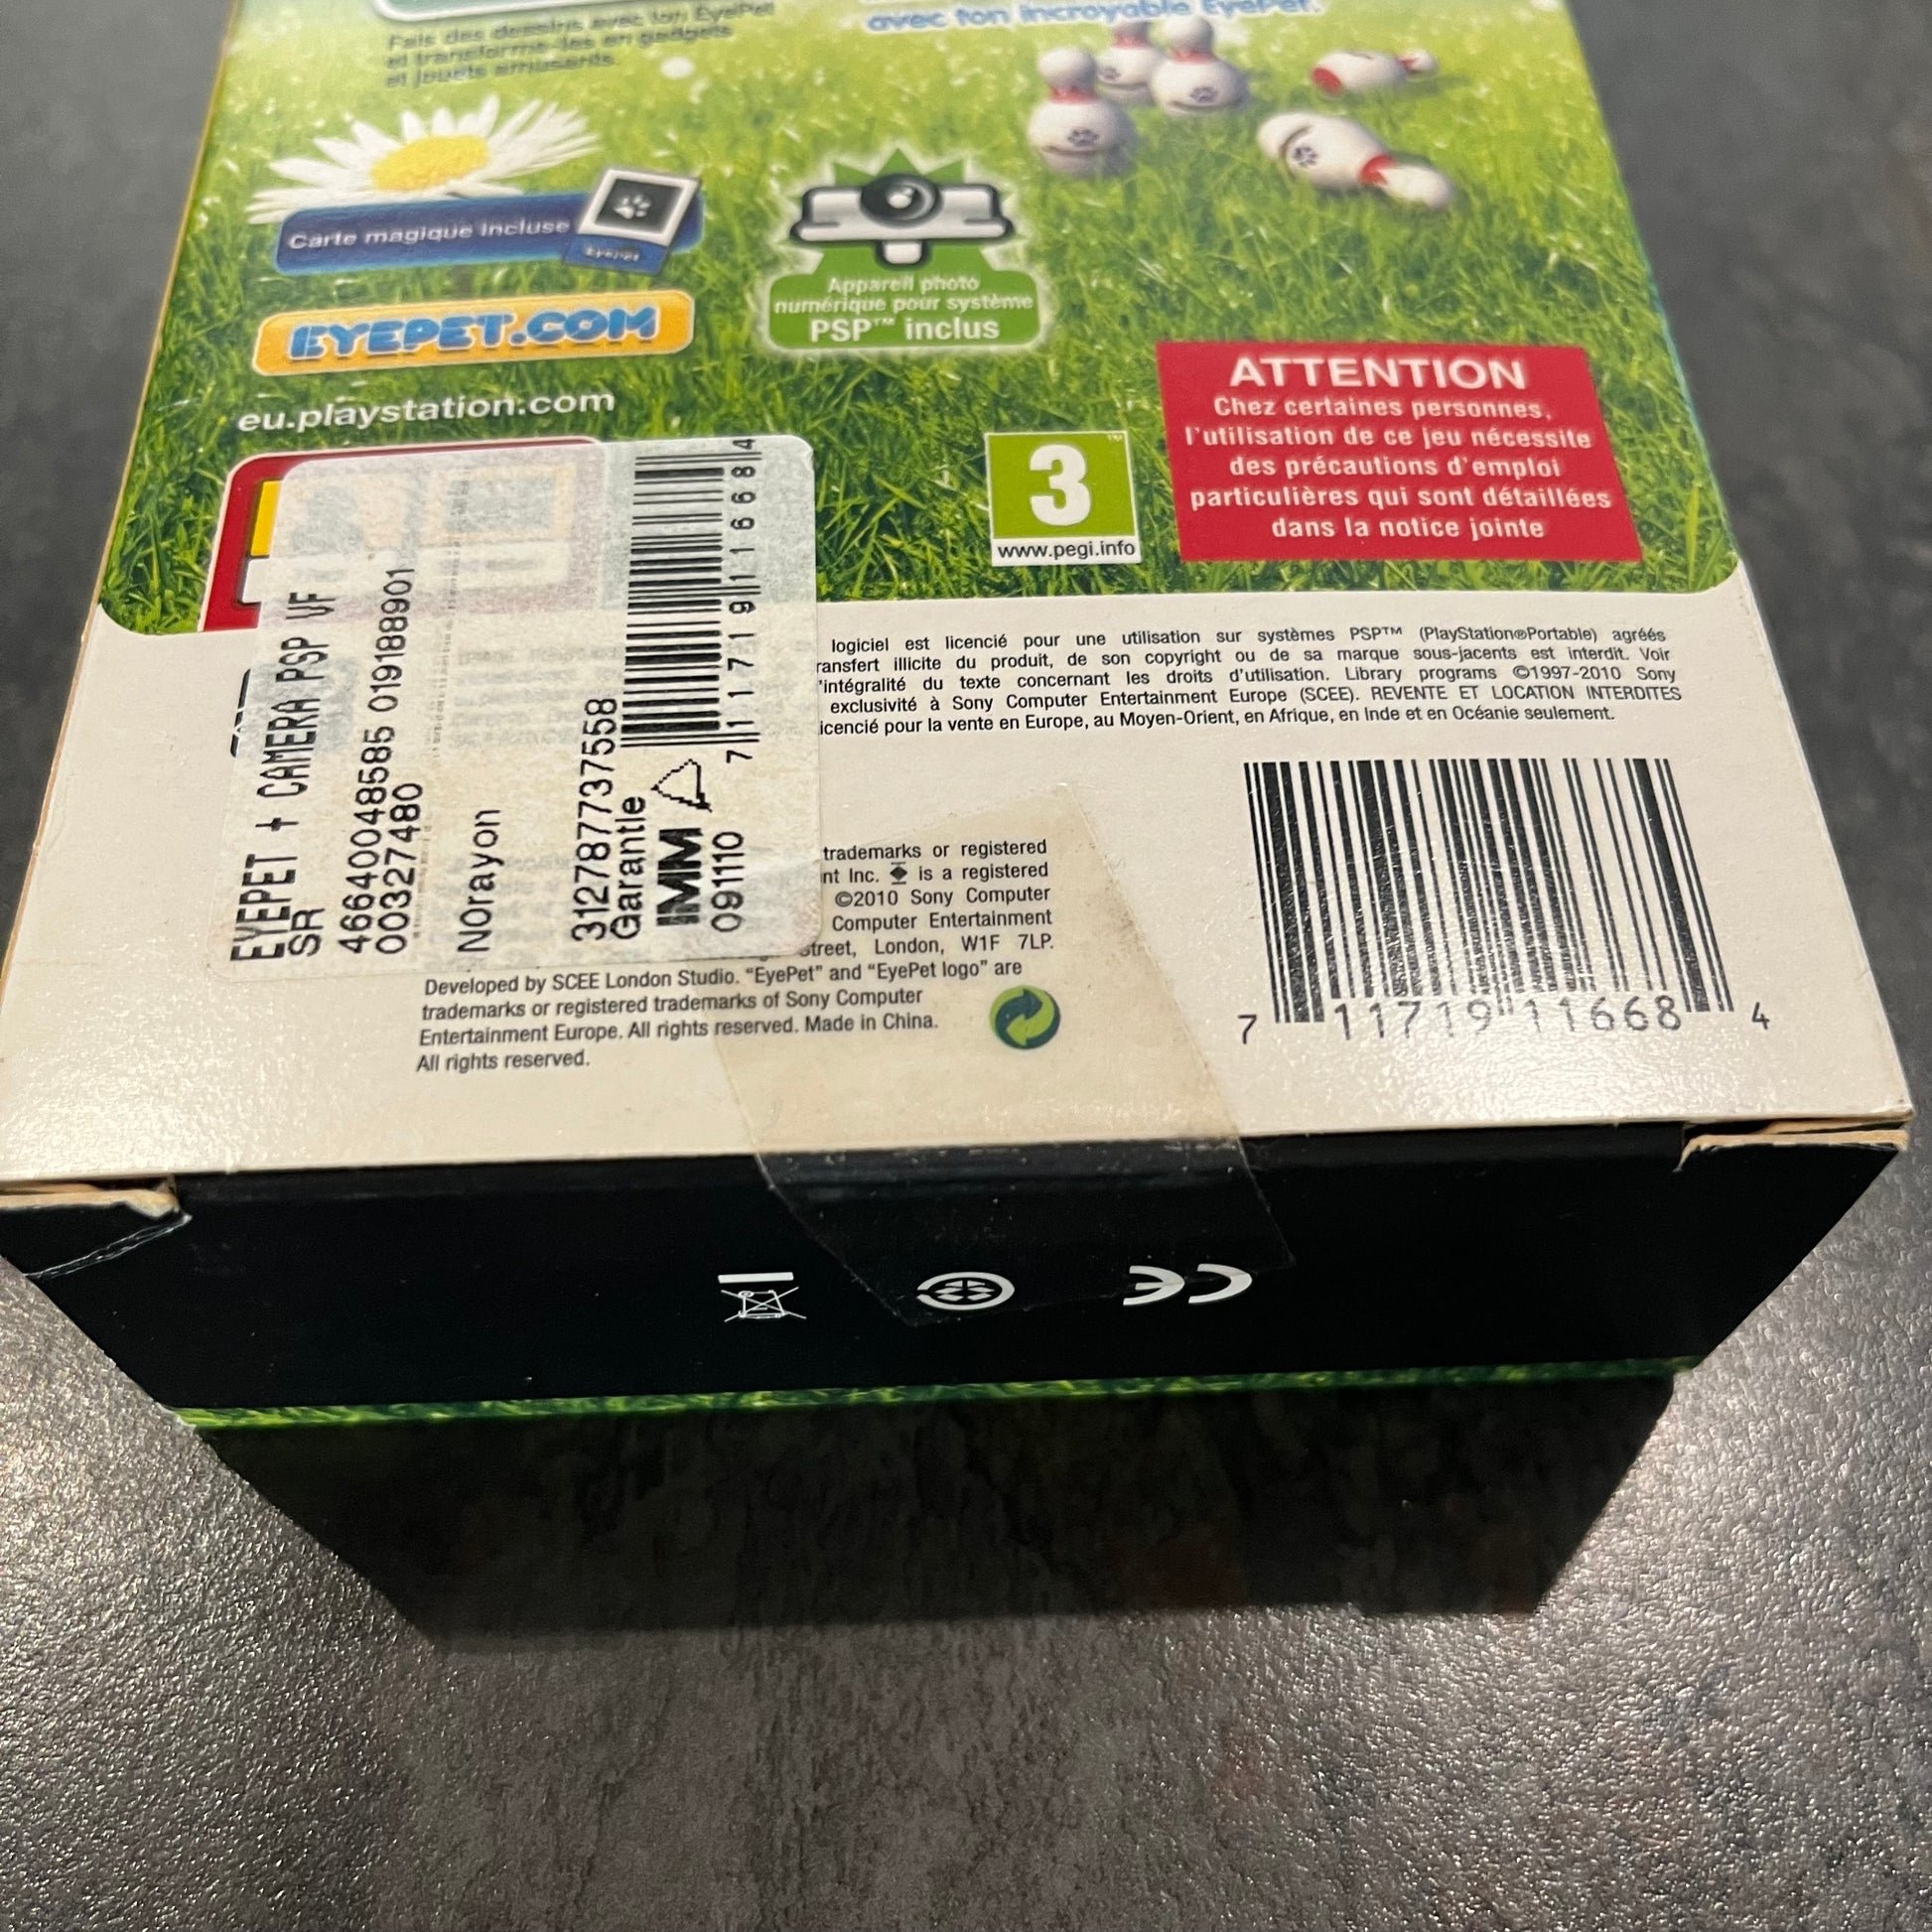 Fais des dessins avec ton EyePet
et transforme-les en gadgets
et jouets amusants.
avec ton incroyable EyePet.
Carte magique incluse
EyePet
EYEPET.COM
eu.playstation.com
Appareil photo
numérique pour système
PSP™ inclus
3
www.pegi.info
ATTENTION
Chez certaines personnes,
l'utilisation de ce jeu nécessite
des précautions d'emploi
particulières qui sont détaillées
dans la notice jointe
EYEPET + CAMERA PSP VF
SR
46640048585 019188901
00327480
N0rayon
312787737558
Garantie
IMM
091110
7 117191 116684
logiciel est licencié pour une utilisation sur systèmes PSP™ (PlayStation®Portable) agréés
ransfert illicite du produit, de son copyright ou de sa marque sous-jacents est interdit. Voir
'intégralité du texte concernant les droits d'utilisation. Library programs ©1997-2010 Sony
exclusivité à Sony Computer Entertainment Europe (SCEE). REVENTE ET LOCATION INTERDITES
icencié pour la vente en Europe, au Moyen-Orient, en Afrique, en Inde et en Océanie seulement.
trademarks or registered
nt Inc. is a registered
©2010 Sony Computer
Computer Entertainment
Street, London, W1F 7LP.
Developed by SCEE London Studio. “EyePet” and “EyePet logo” are
trademarks or registered trademarks of Sony Computer
Entertainment Europe. All rights reserved. Made in China.
All rights reserved.
7 11719 11668 4
CE